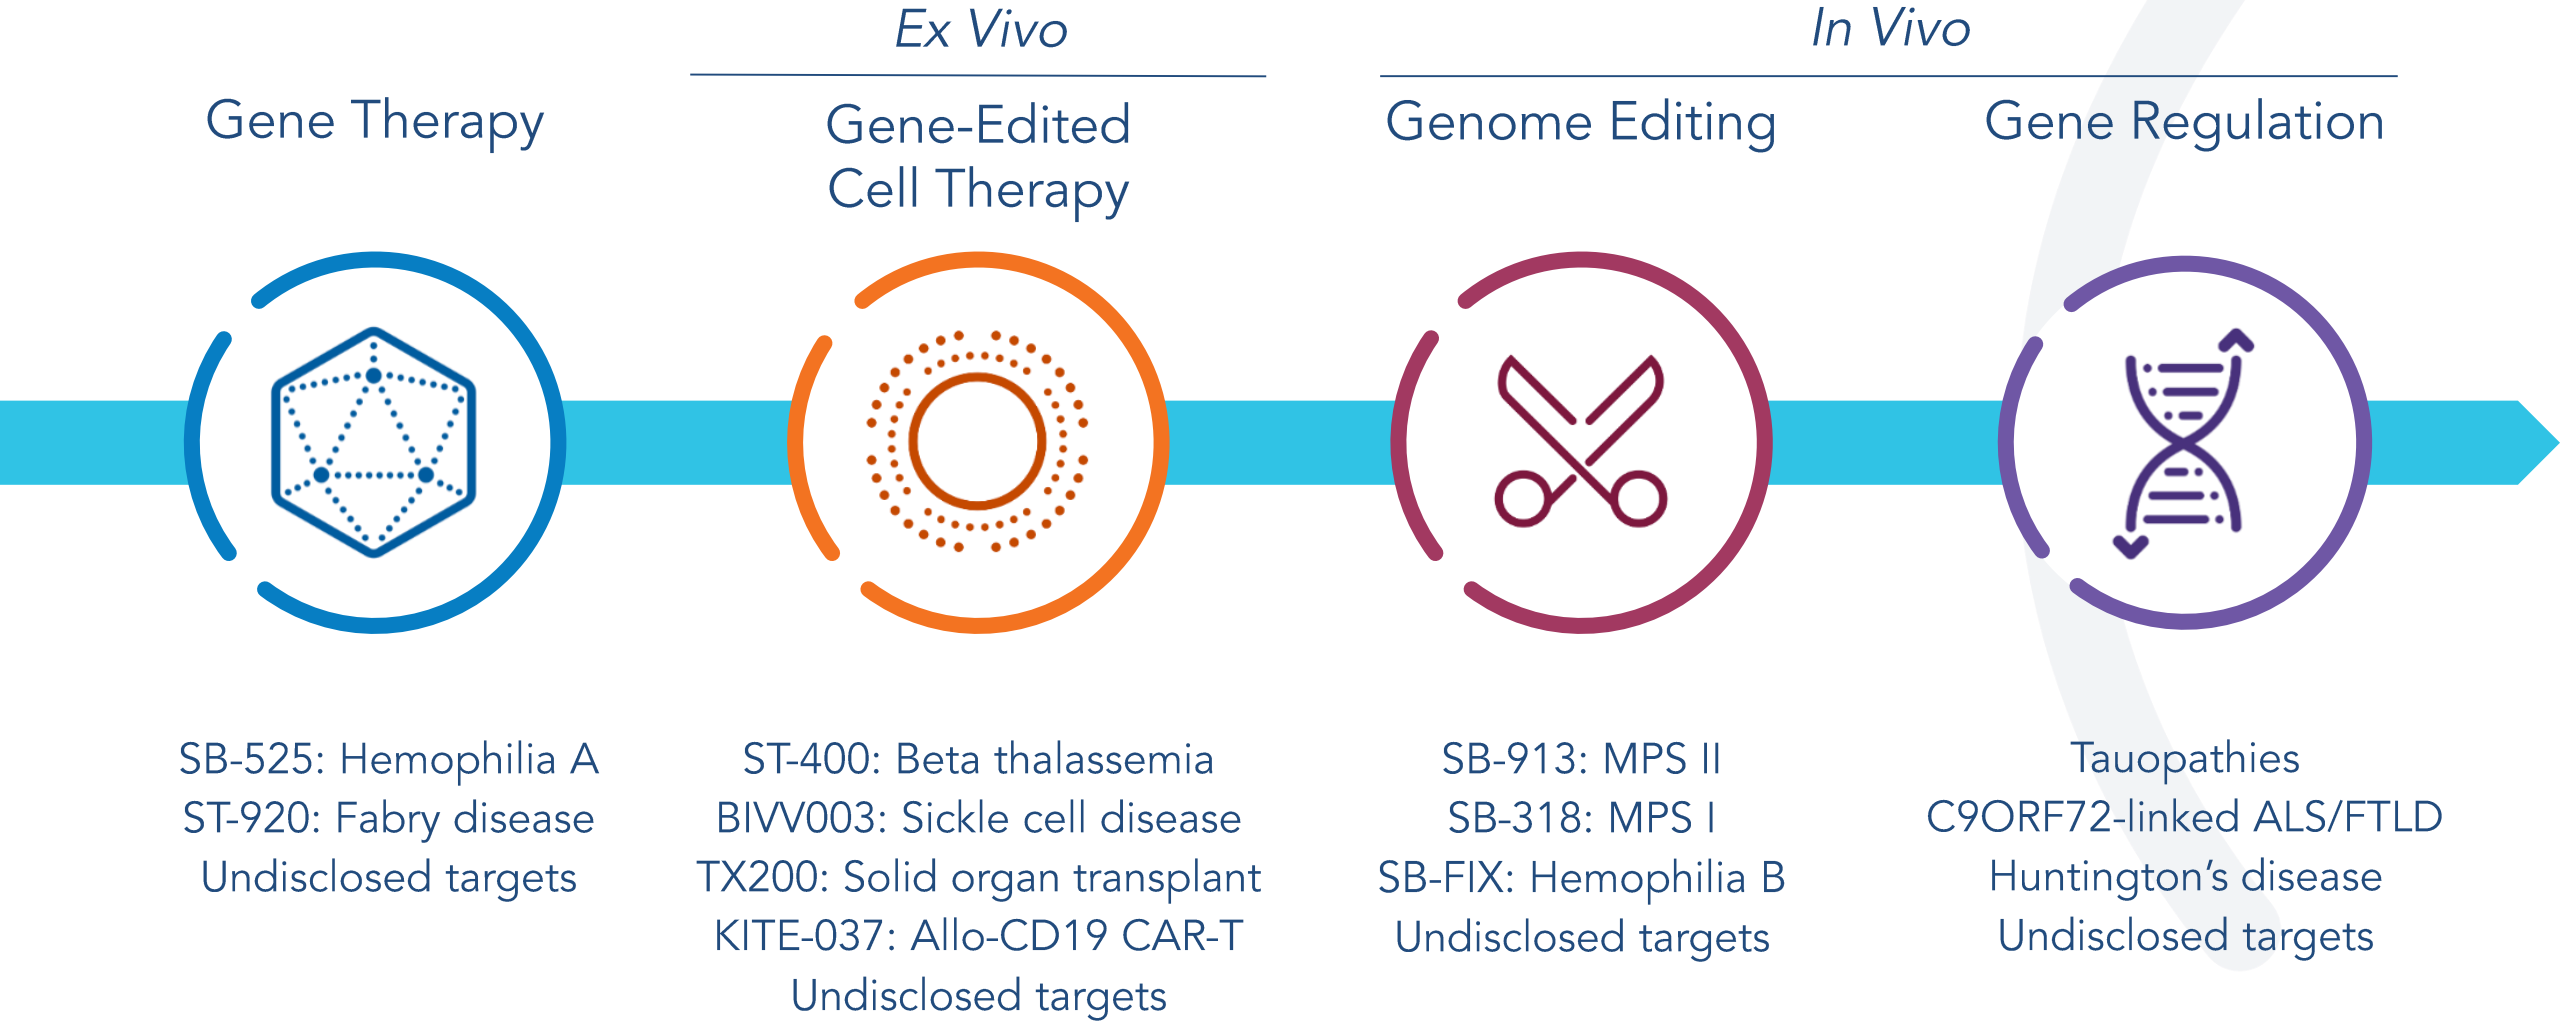 Ex Vivo
In Vivo
Gene Therapy
Gene-Edited
Cell Therapy
Genome Editing
Gene Regulation
SB-525: Hemophilia A
ST-920: Fabry disease
Undisclosed targets
ST-400: Beta thalassemia
BIVV003: Sickle cell disease
TX200: Solid organ transplant
KITE-037: Allo-CD19 CAR-T
Undisclosed targets
SB-913: MPS II
SB-318: MPS I
SB-FIX: Hemophilia B
Undisclosed targets
Tauopathies
C9ORF72-linked ALS/FTLD
Huntington’s disease
Undisclosed targets